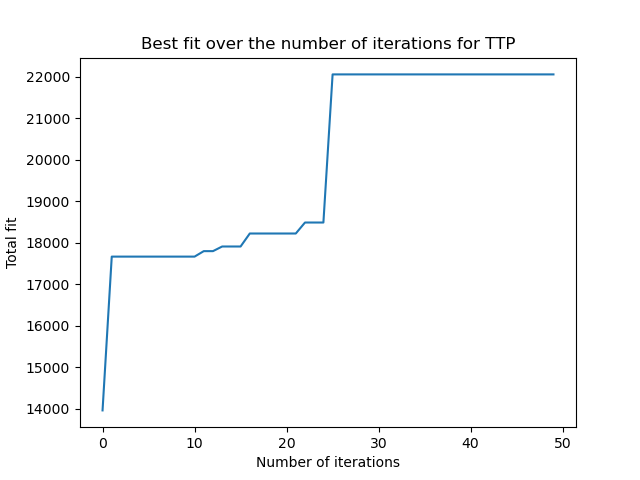 Best fit over the number of iterations for TTP
22000
21000
20000
19000
18000
17000
16000
15000
14000
Total fit
0 10 20 30 40 50
Number of iterations